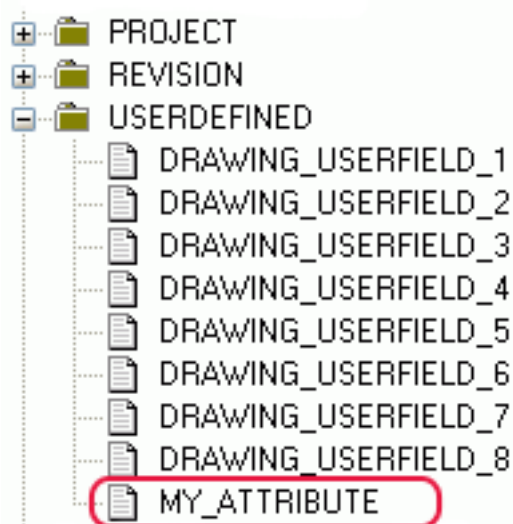 PROJECT
REVISION
USERDEFINED
DRAWING_USERFIELD_1
DRAWING_USERFIELD_2
DRAWING_USERFIELD_3
DRAWING_USERFIELD_4
DRAWING_USERFIELD_5
DRAWING_USERFIELD_6
DRAWING_USERFIELD_7
DRAWING_USERFIELD_8
MY_ATTRIBUTE